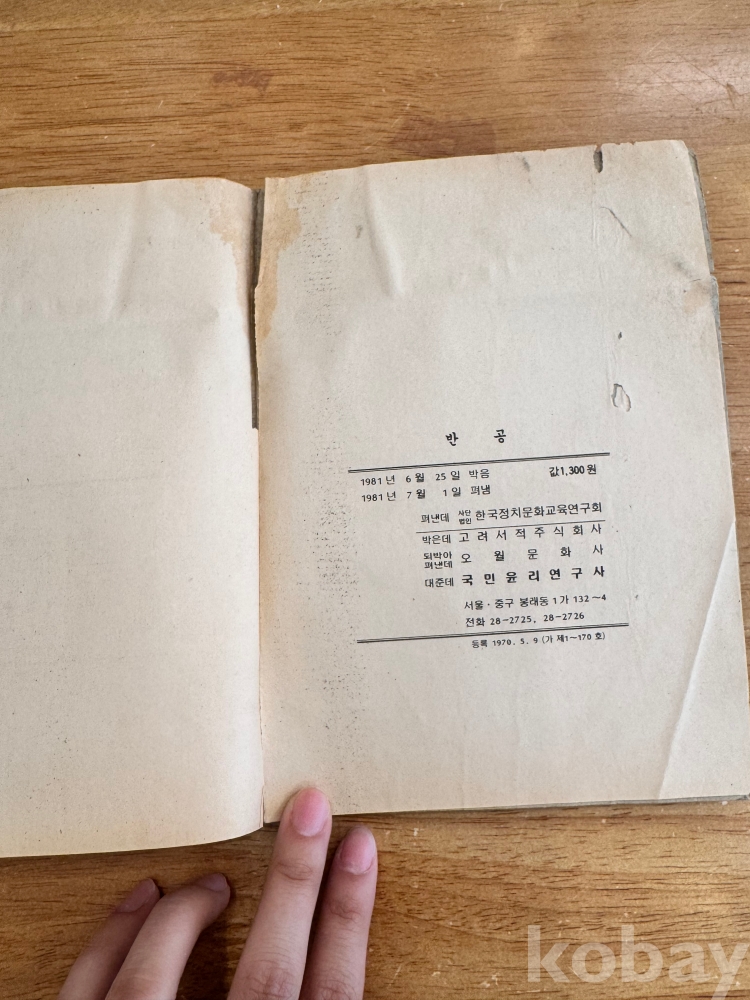 반 공
1981년 6월 25일 박음 값1,300원
1981년 7월 1일 펴냄
펴낸데 사단법인 한국정치문화교육연구회
박은데 고려서적주식회사
되박아펴낸데 오월문화사
대준데 국민윤리연구사
서울·중구 봉래동 1가 132~4
전화 28-2725, 28-2726
등록 1970. 5. 9 (가 제1~170호)
kobay